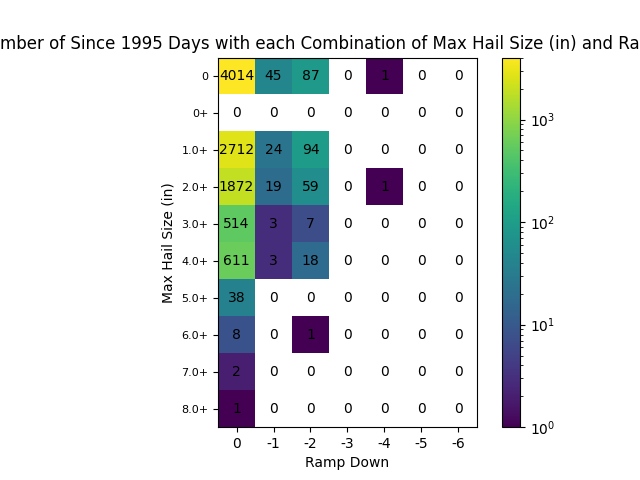 mber of Since 1995 Days with each Combination of Max Hail Size (in) and Ra
0 4014 45 87 0 1 0 0
0+ 0 0 0 0 0 0 0
1.0+ 2712 24 94 0 0 0 0
2.0+ 1872 19 59 0 1 0 0
3.0+ 514 3 7 0 0 0 0
4.0+ 611 3 18 0 0 0 0
5.0+ 38 0 0 0 0 0 0
6.0+ 8 0 1 0 0 0 0
7.0+ 2 0 0 0 0 0 0
8.0+ 1 0 0 0 0 0 0
0 -1 -2 -3 -4 -5 -6
Ramp Down
Max Hail Size (in)
10³
10²
10¹
10⁰